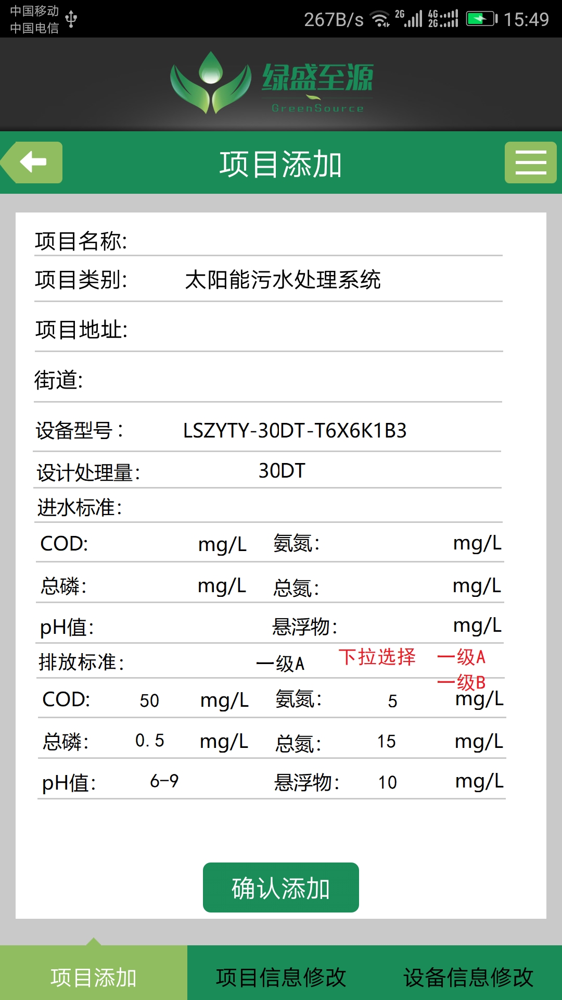 中国移动
中国电信
267B/s 2G 4G 2G 15:49
绿盛至源
GreenSource
项目添加
项目名称:
项目类别: 太阳能污水处理系统
项目地址:
街道:
设备型号： LSZYTY-30DT-T6X6K1B3
设计处理量： 30DT
进水标准：
COD: mg/L 氨氮： mg/L
总磷： mg/L 总氮： mg/L
pH值： 悬浮物： mg/L
排放标准： 一级A 下拉选择 一级A
一级B
COD: 50 mg/L 氨氮： 5 mg/L
总磷： 0.5 mg/L 总氮： 15 mg/L
pH值： 6-9 悬浮物： 10 mg/L
确认添加
项目添加 项目信息修改 设备信息修改